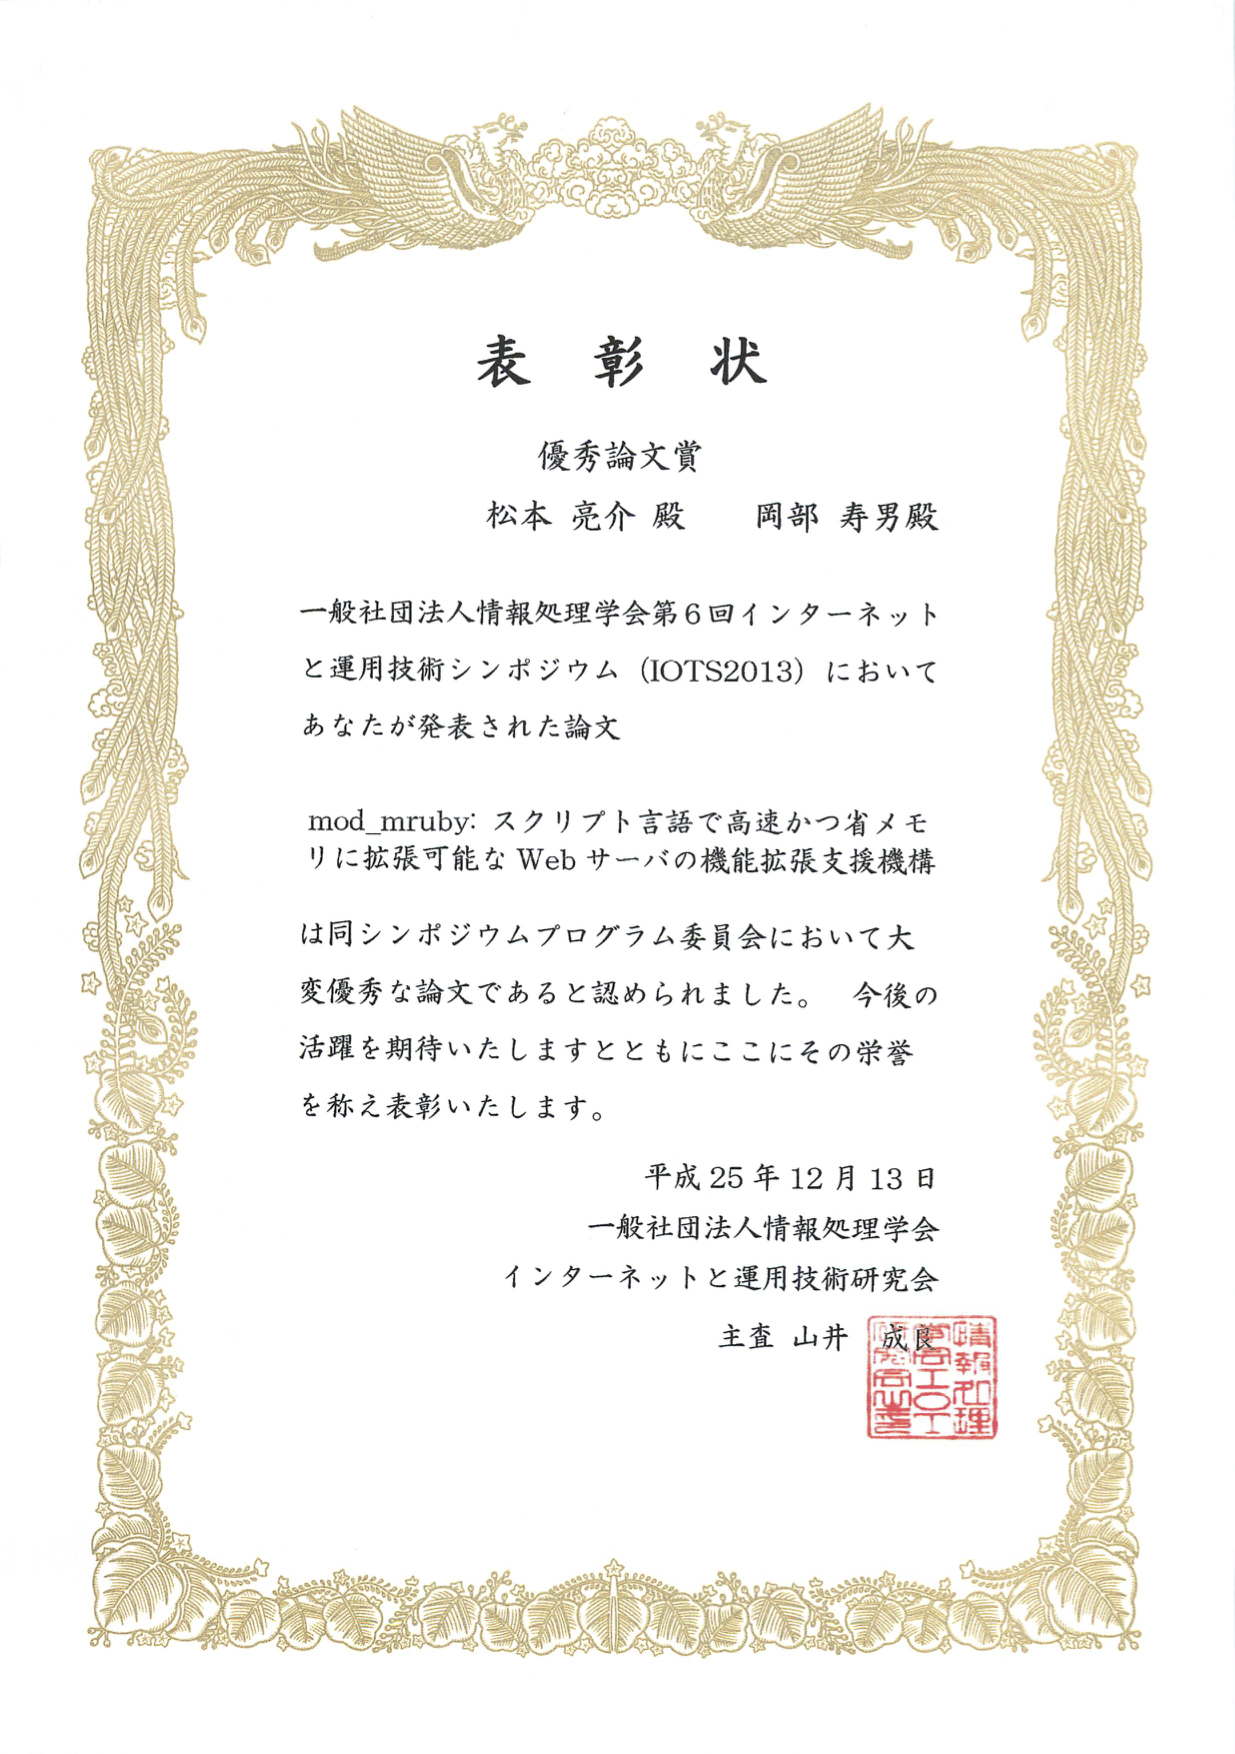 表 彰 状
優秀論文賞
松本 亮介 殿 岡部 寿男殿
一般社団法人情報処理学会第6回インターネット
と運用技術シンポジウム（IOTS2013）において
あなたが発表された論文
mod_mruby: スクリプト言語で高速かつ省メモ
リに拡張可能な Web サーバの機能拡張支援機構
は同シンポジウムプログラム委員会において大
変優秀な論文であると認められました。 今後の
活躍を期待いたしますとともにここにその栄誉
を称え表彰いたします。
平成 25 年 12 月 13 日
一般社団法人情報処理学会
インターネットと運用技術研究会
主査 山井 成良